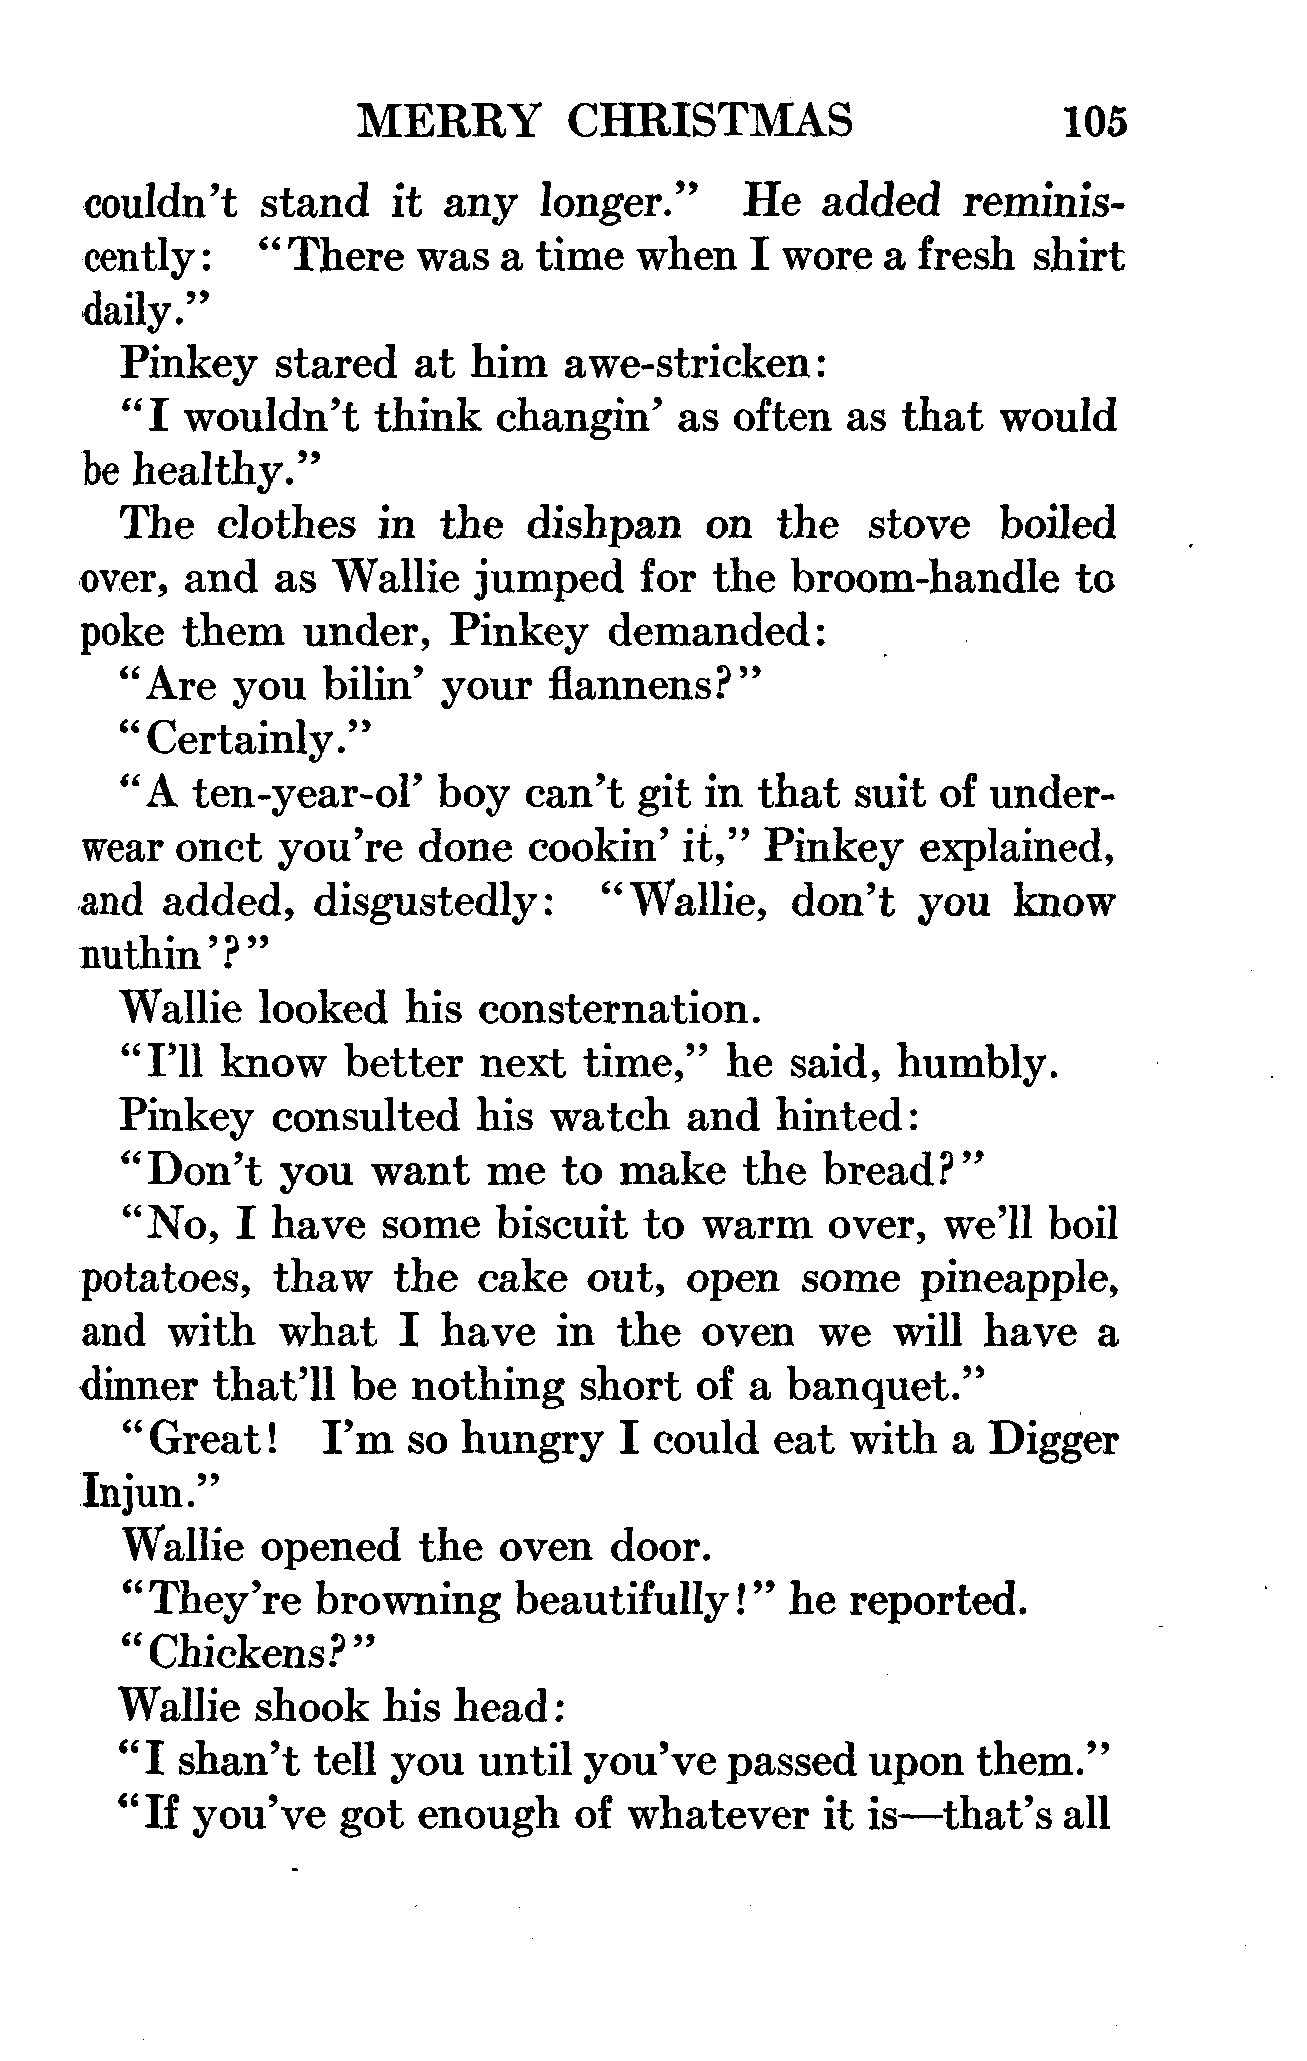 MERRY CHRISTMAS 105
couldn't stand it any longer." He added reminis-
cently: "There was a time when I wore a fresh shirt
daily."
Pinkey stared at him awe-stricken:
"I wouldn't think changin' as often as that would
be healthy."
The clothes in the dishpan on the stove boiled
over, and as Wallie jumped for the broom-handle to
poke them under, Pinkey demanded:
"Are you bilin' your flannens?"
"Certainly."
"A ten-year-ol' boy can't git in that suit of under-
wear onct you're done cookin' it," Pinkey explained,
and added, disgustedly: "Wallie, don't you know
nuthin'?"
Wallie looked his consternation.
"I'll know better next time," he said, humbly.
Pinkey consulted his watch and hinted:
"Don't you want me to make the bread?"
"No, I have some biscuit to warm over, we'll boil
potatoes, thaw the cake out, open some pineapple,
and with what I have in the oven we will have a
dinner that'll be nothing short of a banquet."
"Great! I'm so hungry I could eat with a Digger
Injun."
Wallie opened the oven door.
"They're browning beautifully!" he reported.
"Chickens?"
Wallie shook his head:
"I shan't tell you until you've passed upon them."
"If you've got enough of whatever it is—that's all